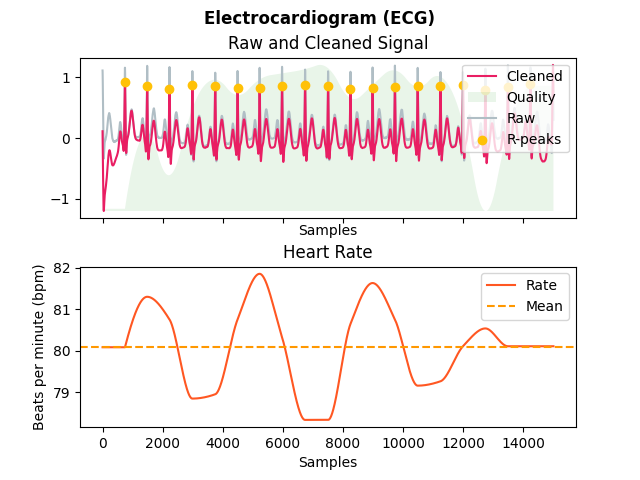 Electrocardiogram (ECG)
Raw and Cleaned Signal
1
0
−1
Cleaned
Quality
Raw
R-peaks
Samples
Heart Rate
Beats per minute (bpm)
82
81
80
79
Rate
Mean
0 2000 4000 6000 8000 10000 12000 14000
Samples